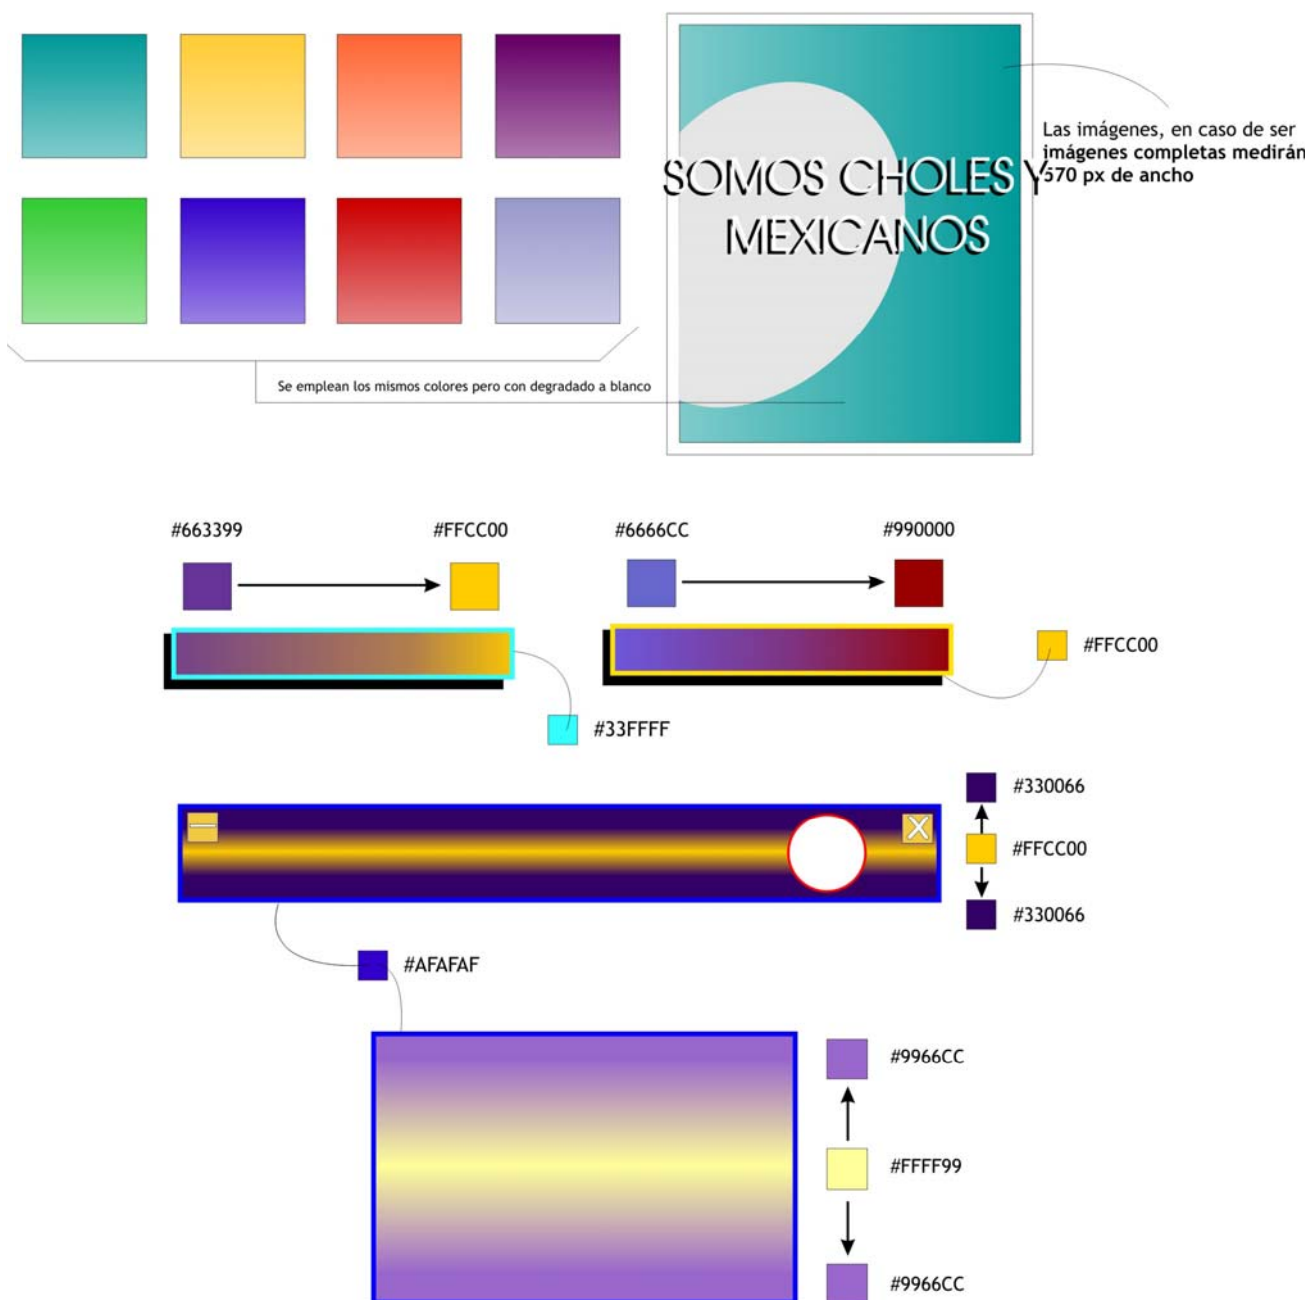 Las imágenes, en caso de ser
imágenes completas medirán
570 px de ancho
SOMOS CHOLES Y
MEXICANOS
Se emplean los mismos colores pero con degradado a blanco
#663399
#FFCC00
#6666CC
#990000
#FFCC00
#33FFFF
#330066
#FFCC00
#330066
#AFAFAF
#9966CC
#FFFF99
#9966CC